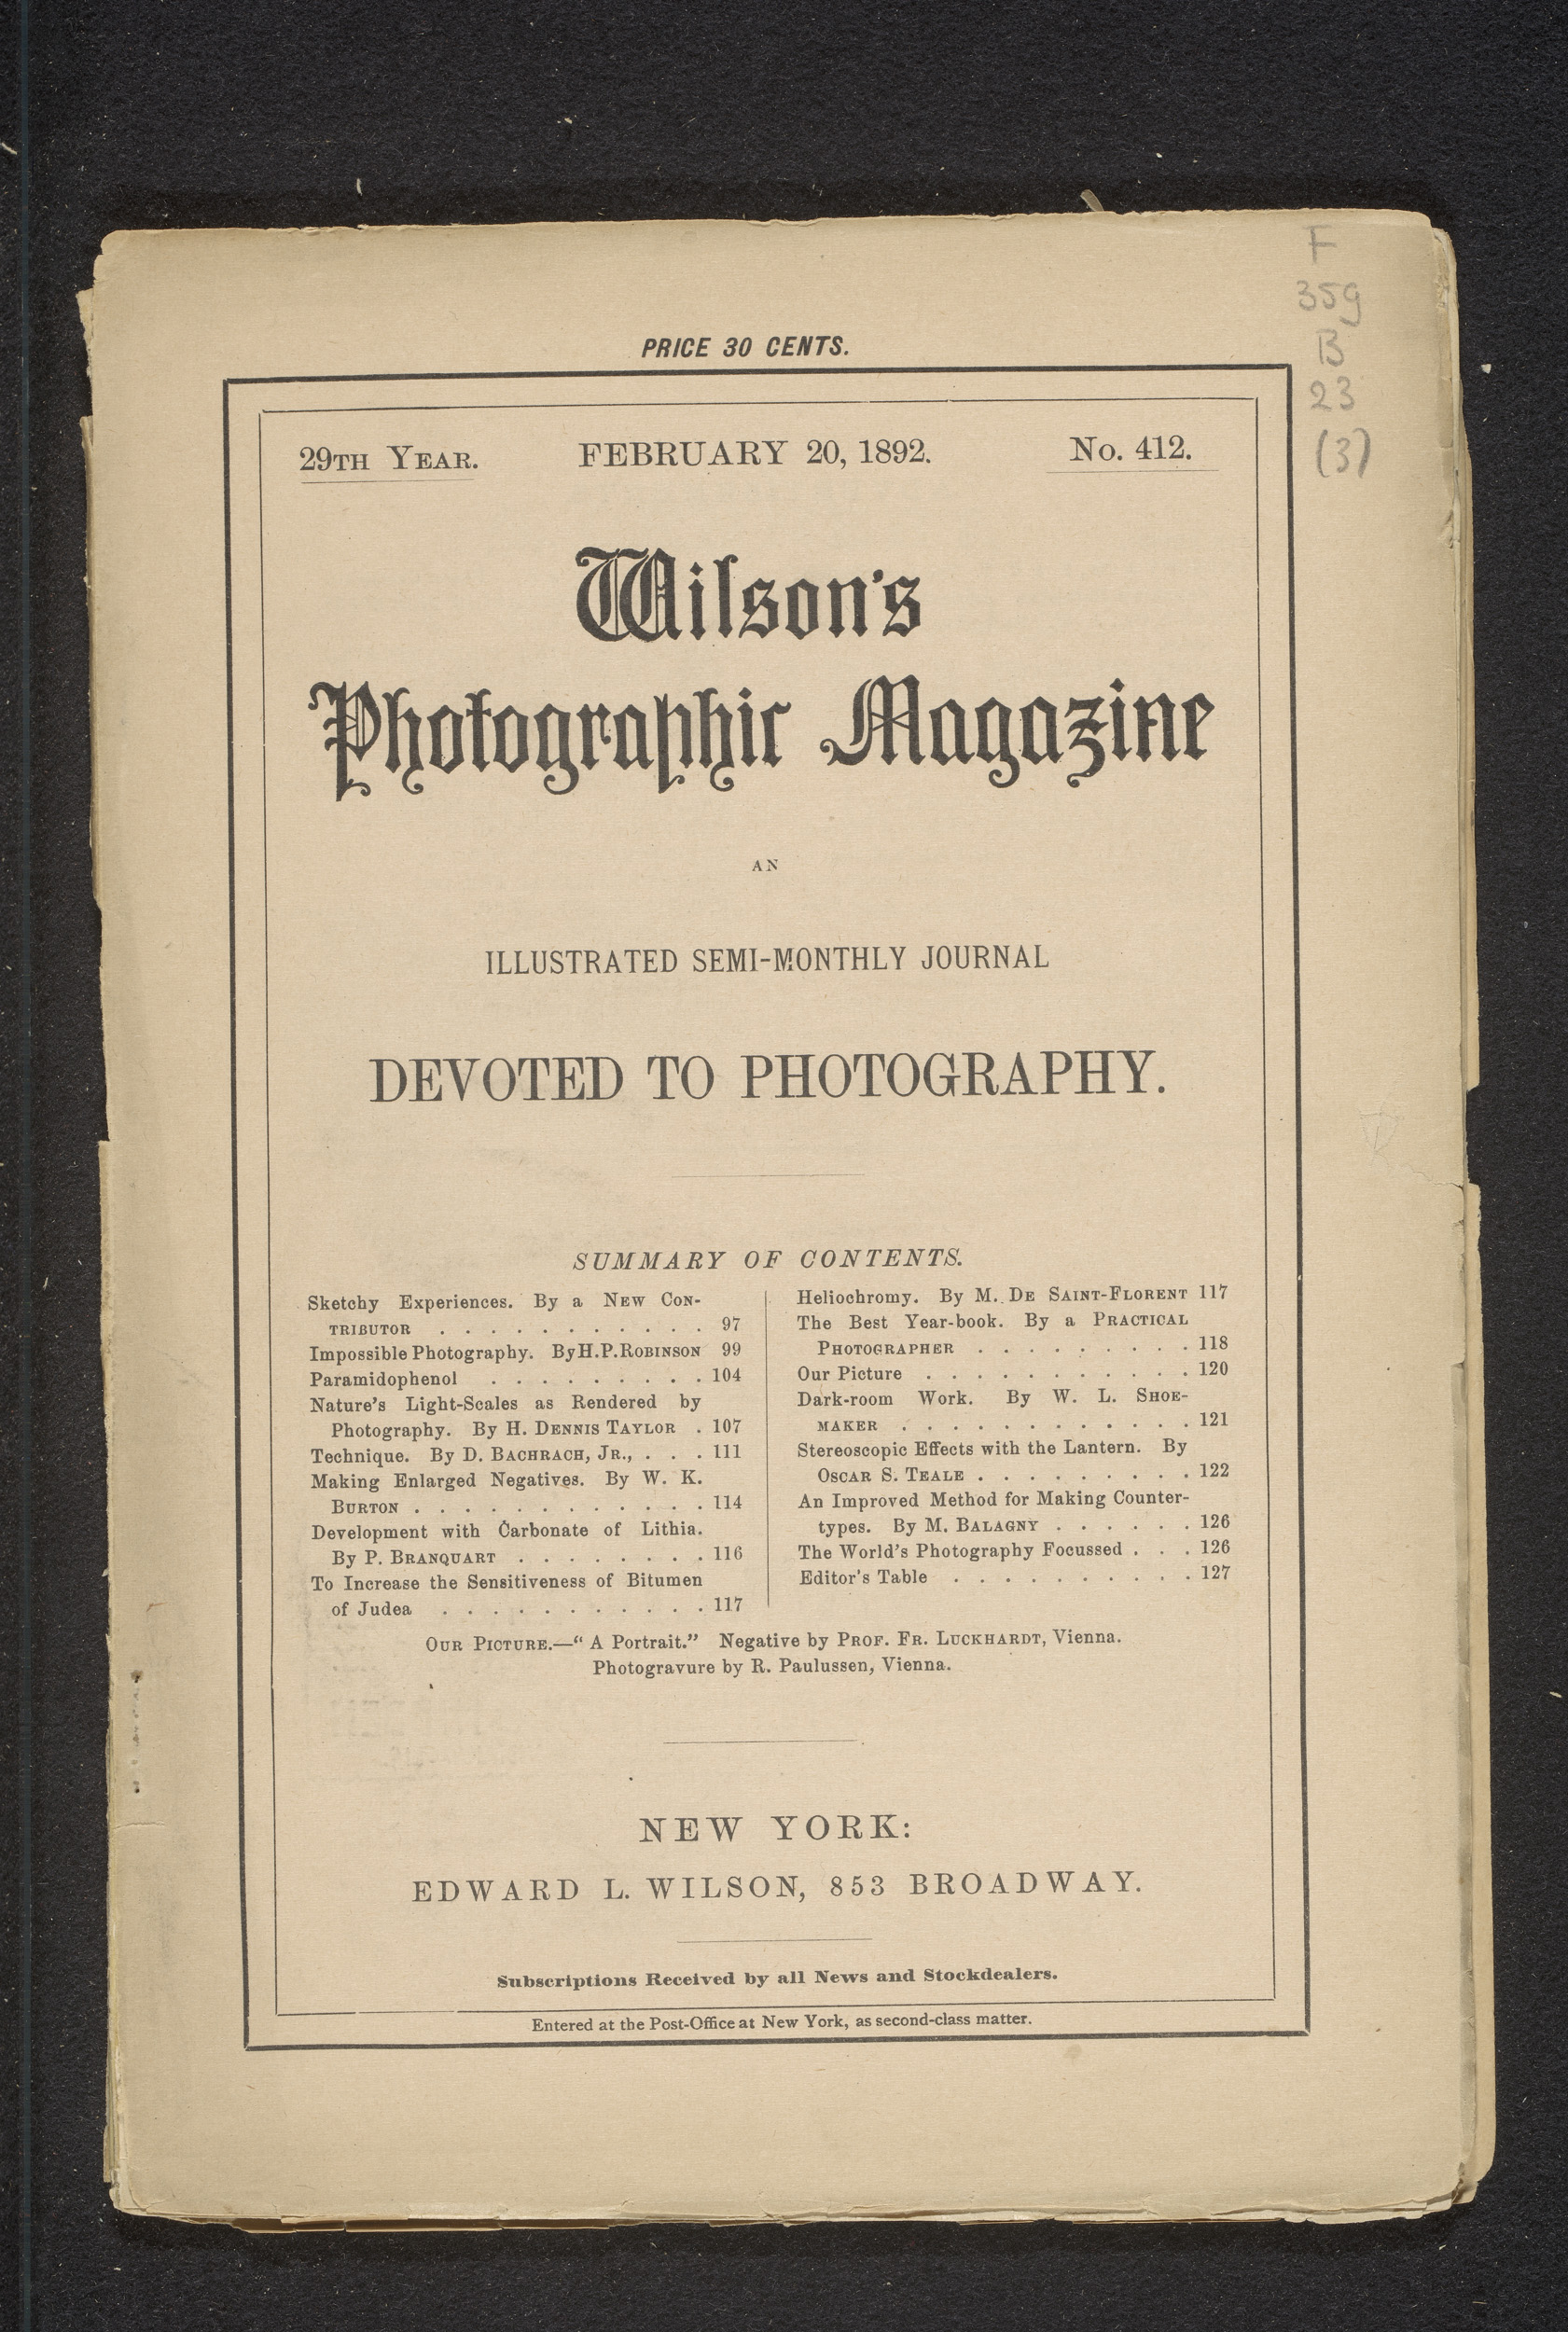 F
359
B
23
(3)
PRICE 30 CENTS.
29TH YEAR. FEBRUARY 20, 1892. No. 412.
Wilson's
Photographic Magazine
AN
ILLUSTRATED SEMI-MONTHLY JOURNAL
DEVOTED TO PHOTOGRAPHY.
SUMMARY OF CONTENTS.
Sketchy Experiences. By a NEW CON-
TRIBUTOR . . . . . . . . . . . 97
Impossible Photography. By H. P. ROBINSON 99
Paramidophenol . . . . . . . . . 104
Nature's Light-Scales as Rendered by
Photography. By H. DENNIS TAYLOR . 107
Technique. By D. BACHRACH, JR., . . . 111
Making Enlarged Negatives. By W. K.
BURTON . . . . . . . . . . . . 114
Development with Carbonate of Lithia.
By P. BRANQUART . . . . . . . . 116
To Increase the Sensitiveness of Bitumen
of Judea . . . . . . . . . . . 117
Heliochromy. By M. DE SAINT-FLORENT 117
The Best Year-book. By a PRACTICAL
PHOTOGRAPHER . . . . . . . . . 118
Our Picture . . . . . . . . . . . 120
Dark-room Work. By W. L. SHOE-
MAKER . . . . . . . . . . . . 121
Stereoscopic Effects with the Lantern. By
OSCAR S. TEALE . . . . . . . . . 122
An Improved Method for Making Counter-
types. By M. BALAGNY . . . . . . 126
The World's Photography Focussed . . . 126
Editor's Table . . . . . . . . . . 127
OUR PICTURE.—“A Portrait.” Negative by PROF. FR. LUCKHARDT, Vienna.
Photogravure by R. Paulussen, Vienna.
NEW YORK:
EDWARD L. WILSON, 853 BROADWAY.
Subscriptions Received by all News and Stockdealers.
Entered at the Post-Office at New York, as second-class matter.